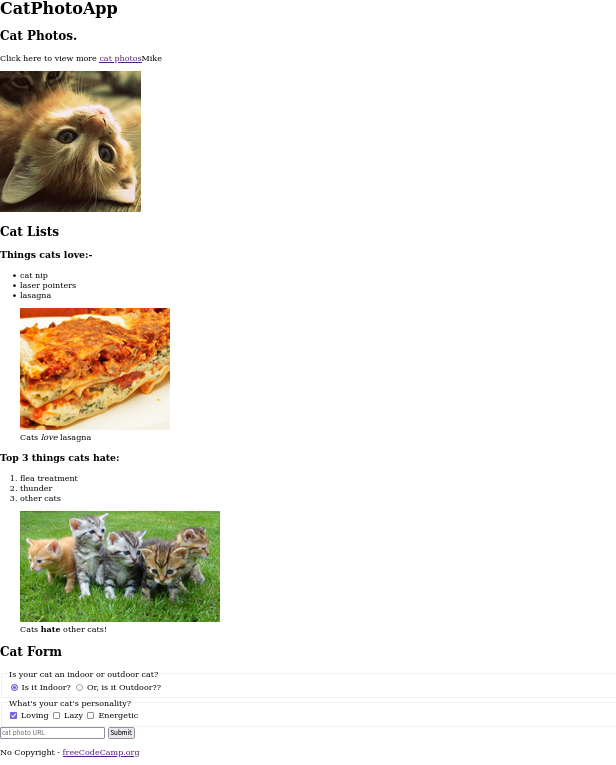 CatPhotoApp
Cat Photos.
Click here to view more cat photosMike
Cat Lists
Things cats love:-
• cat nip
• laser pointers
• lasagna
Cats love lasagna
Top 3 things cats hate:
1. flea treatment
2. thunder
3. other cats
Cats hate other cats!
Cat Form
Is your cat an indoor or outdoor cat?
Is it Indoor? Or, is it Outdoor??
What's your cat's personality?
Loving Lazy Energetic
cat photo URL Submit
No Copyright - freeCodeCamp.org